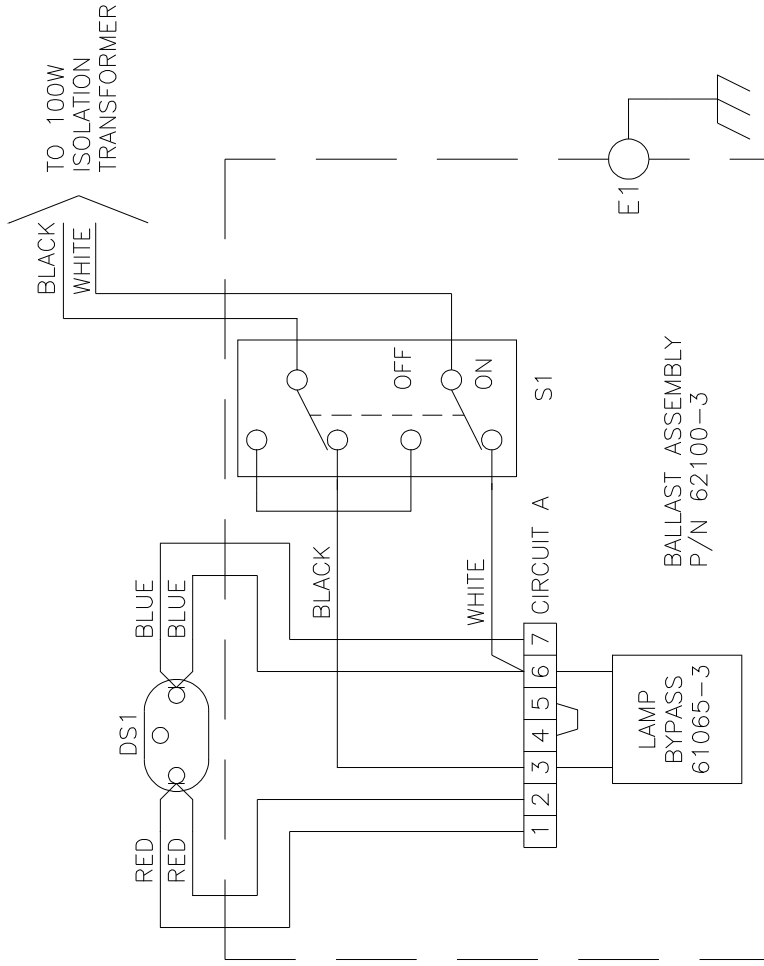 TO 100W
ISOLATION
TRANSFORMER
BLACK
WHITE
E1
OFF
ON
S1
BLUE
BLUE
DS1
RED
RED
BLACK
WHITE
CIRCUIT A
1 2 3 4 5 6 7
BALLAST ASSEMBLY
P/N 62100-3
LAMP
BYPASS
61065-3